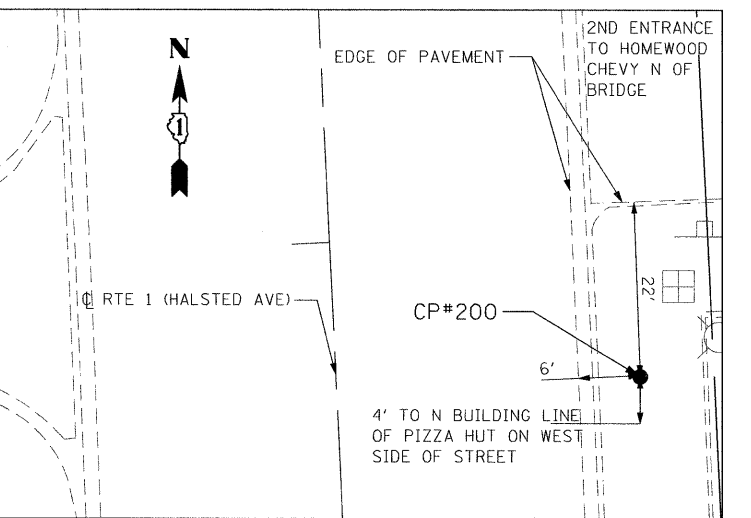 2ND ENTRANCE
TO HOMEWOOD
CHEVY N OF
BRIDGE
N
EDGE OF PAVEMENT
1
℄ RTE 1 (HALSTED AVE)
CP#200
22'
6'
4' TO N BUILDING LINE
OF PIZZA HUT ON WEST
SIDE OF STREET